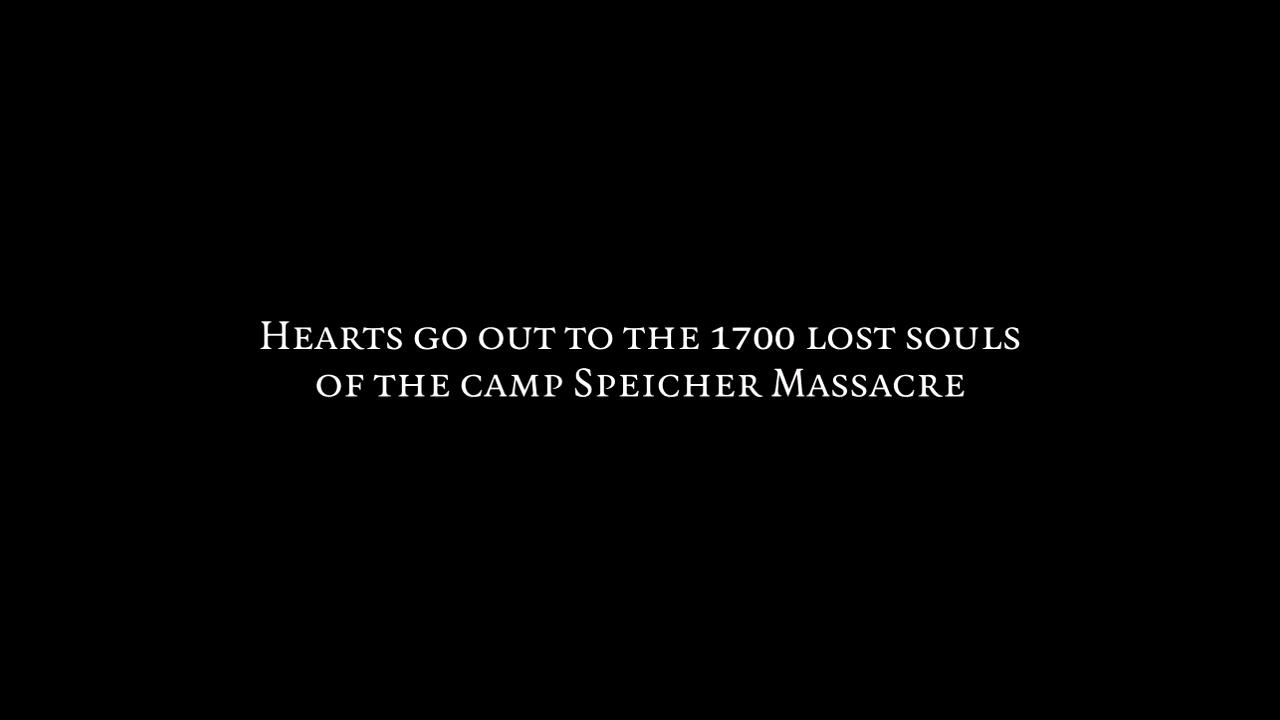 Hearts go out to the 1700 lost souls
of the camp Speicher Massacre